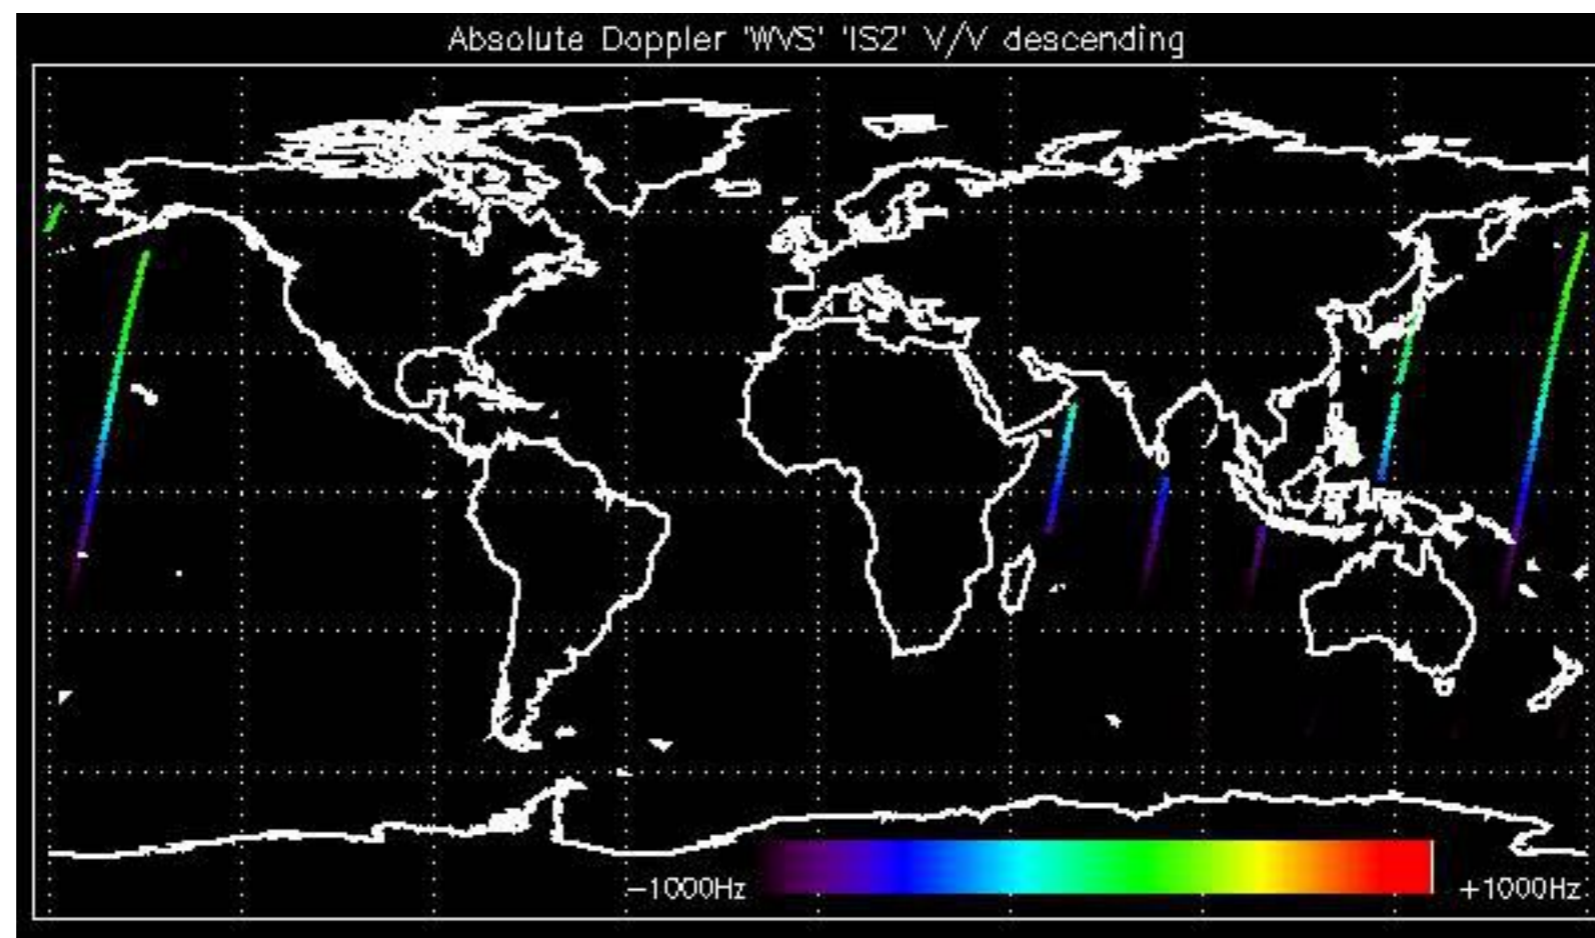 Absolute Doppler 'WVS' 'IS2' V/V descending
−1000Hz
+1000Hz